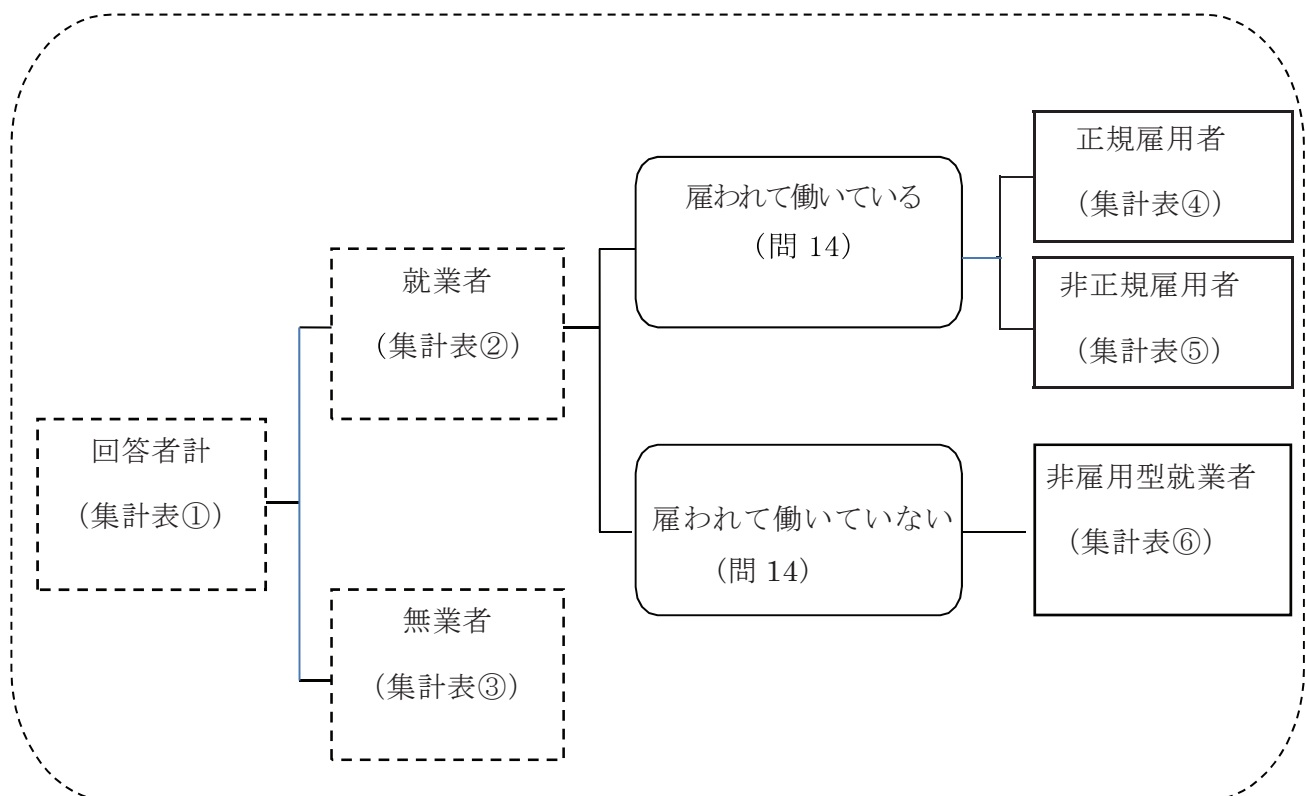 正規雇用者
（集計表④）
雇われて働いている
（問 14）
就業者
（集計表②）
非正規雇用者
（集計表⑤）
回答者計
（集計表①）
雇われて働いていない
（問 14）
非雇用型就業者
（集計表⑥）
無業者
（集計表③）